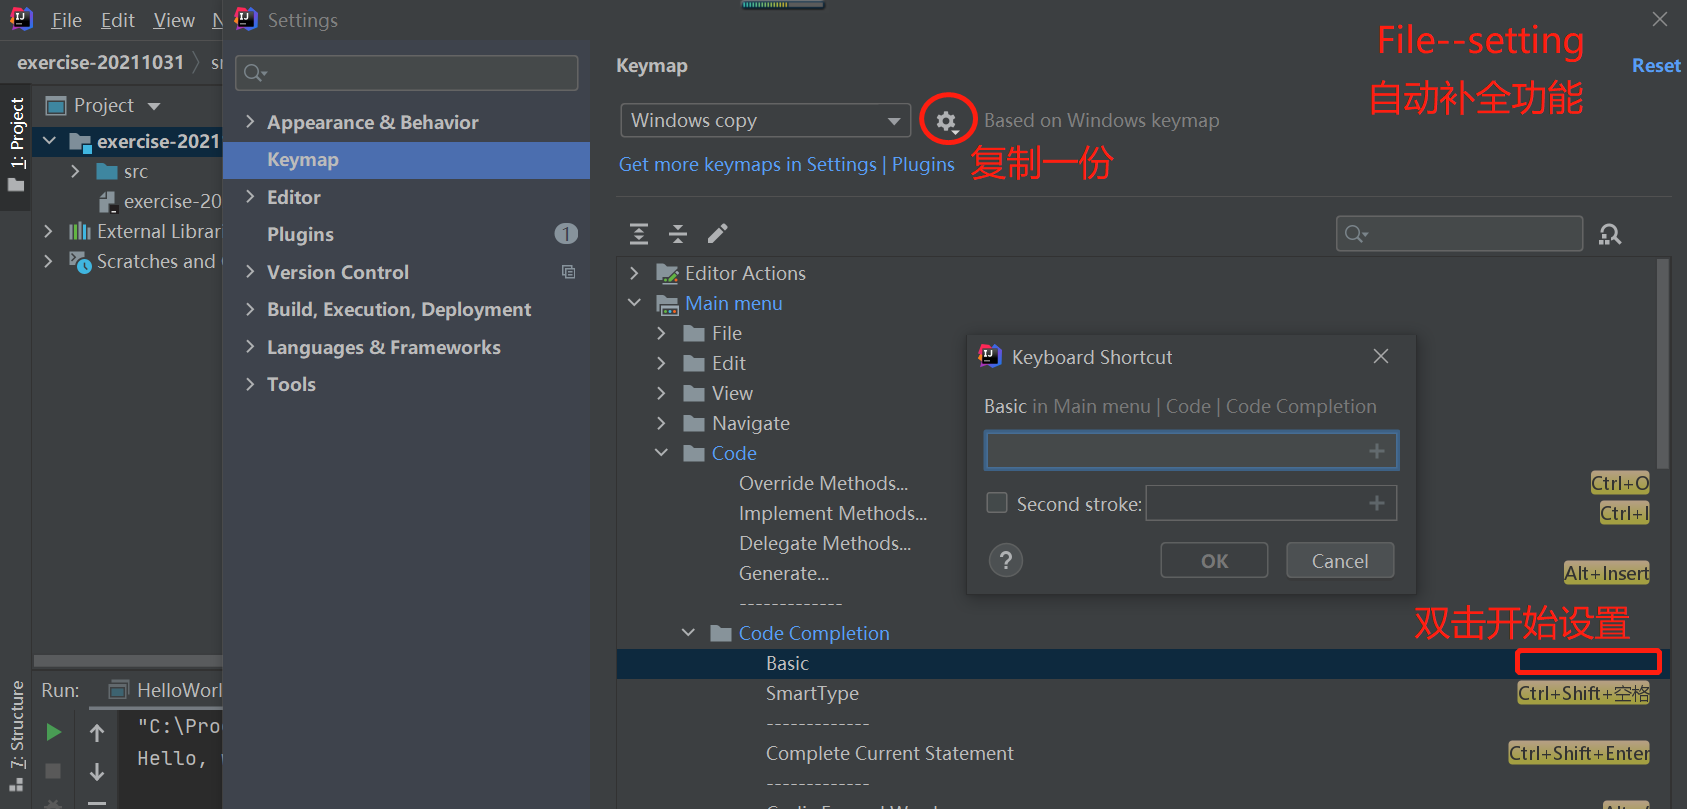 File Edit View N
Settings
exercise-20211031
Project
1: Project
exercise-2021
src
exercise-20
External Librar
Scratches and
Run: HelloWorl
7: Structure
"C:\Pro
Hello,
Appearance & Behavior
Keymap
Editor
Plugins 1
Version Control
Build, Execution, Deployment
Languages & Frameworks
Tools
File--setting
Keymap
Reset
自动补全功能
Windows copy
Based on Windows keymap
Get more keymaps in Settings | Plugins
复制一份
Editor Actions
Main menu
File
Edit
View
Navigate
Code
Override Methods... Ctrl+O
Implement Methods... Ctrl+I
Delegate Methods...
Generate... Alt+Insert
-------------
Code Completion
双击开始设置
Basic
SmartType Ctrl+Shift+空格
-------------
Complete Current Statement Ctrl+Shift+Enter
-------------
Keyboard Shortcut
Basic in Main menu | Code | Code Completion
Second stroke:
?
OK Cancel